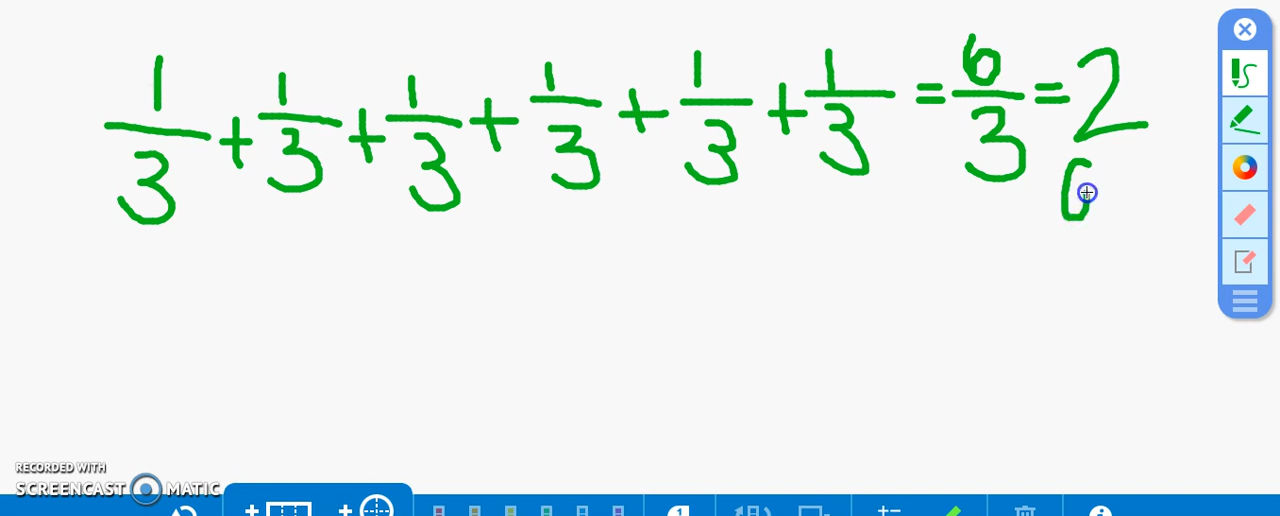 1/3 + 1/3 + 1/3 + 1/3 + 1/3 + 1/3 = 6/3 = 2
RECORDED WITH
SCREENCAST MATIC
1